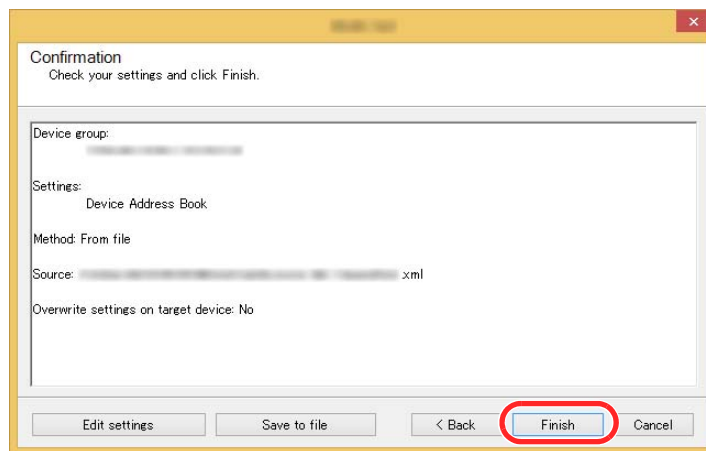 Confirmation
Check your settings and click Finish.
Device group:
Settings:
Device Address Book
Method: From file
Source: .xml
Overwrite settings on target device: No
Edit settings
Save to file
< Back
Finish
Cancel